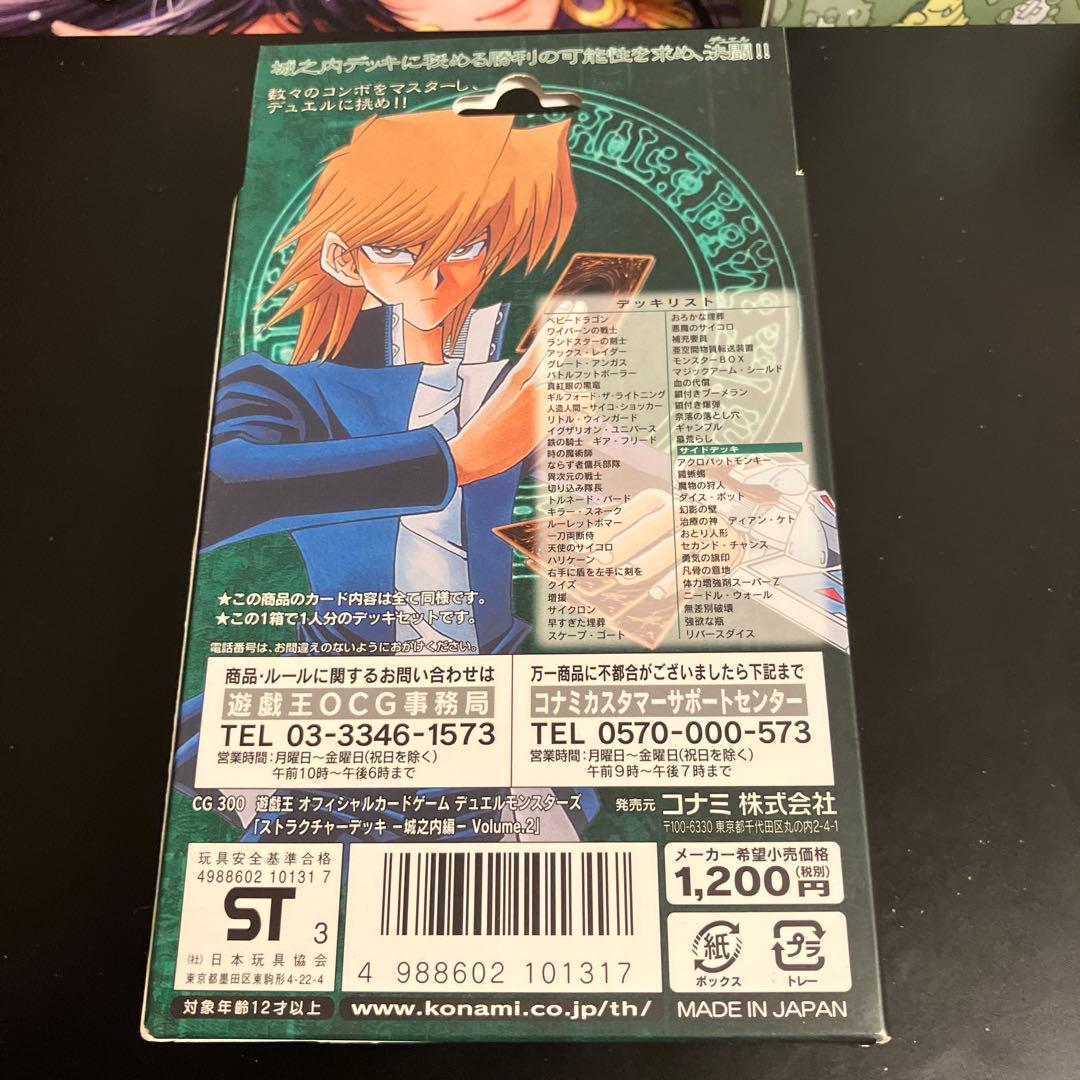 城之内デッキに秘める勝利の可能性を求め、決闘!!
デュエル
数々のコンボをマスターし、
デュエルに挑め!!
デッキリスト
ベビードラゴン
ワイバーンの戦士
ランドスターの剣士
アックス・レイダー
グレート・アンガス
バトルフットボーラー
真紅眼の黒竜
ギルフォード・ザ・ライトニング
人造人間-サイコ・ショッカー
リトル・ウィンガード
イグザリオン・ユニバース
鉄の騎士 ギア・フリード
時の魔術師
ならず者傭兵部隊
異次元の戦士
切り込み隊長
トルネード・バード
キラー・スネーク
ルーレットボマー
一刀両断侍
天使のサイコロ
ハリケーン
右手に盾を左手に剣を
クイズ
増援
サイクロン
早すぎた埋葬
スケープ・ゴート
おろかな埋葬
悪魔のサイコロ
補充要員
亜空間物質転送装置
モンスターBOX
マジックアーム・シールド
血の代償
鎖付きブーメラン
鎖付き爆弾
奈落の落とし穴
ギャンブル
墓荒らし
サイドデッキ
アクロバットモンキー
鎧蜥蜴
魔物の狩人
ダイス・ポット
幻影の壁
治療の神 ディアン・ケト
おとり人形
セカンド・チャンス
勇気の旗印
凡骨の意地
体力増強剤スーパーZ
ニードル・ウォール
無差別破壊
強欲な瓶
リバースダイス
★この商品のカード内容は全て同様です。
★この1箱で1人分のデッキセットです。
電話番号は、お間違えのないようにおかけください。
商品・ルールに関するお問い合わせは
遊戯王OCG事務局
TEL 03-3346-1573
営業時間:月曜日〜金曜日(祝日を除く)
午前10時〜午後6時まで
万一商品に不都合がございましたら下記まで
コナミカスタマーサポートセンター
TEL 0570-000-573
営業時間:月曜日〜金曜日(祝日を除く)
午前9時〜午後7時まで
CG 300 遊戯王 オフィシャルカードゲーム デュエルモンスターズ
「ストラクチャーデッキ -城之内編- Volume.2」
発売元 コナミ 株式会社
〒100-6330 東京都千代田区丸の内2-4-1
玩具安全基準合格
4988602 10131 7
ST 3
(社)日本玩具協会
東京都墨田区東駒形4-22-4
対象年齢12才以上
4 988602 101317
www.konami.co.jp/th/
メーカー希望小売価格
1,200円(税別)
紙
ボックス
プラ
トレー
MADE IN JAPAN